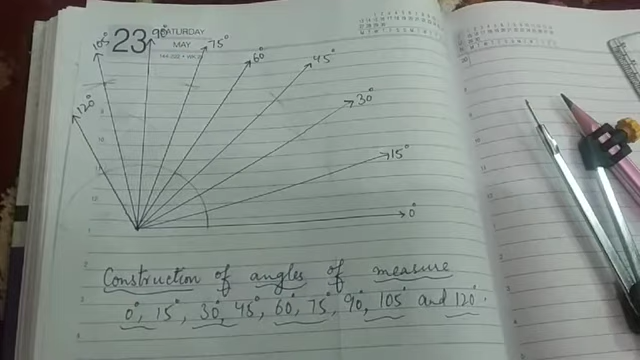 23
SATURDAY
MAY
120°
105°
90°
75°
60°
45°
30°
15°
0°
Construction of angles of measure
0°, 15°, 30°, 45°, 60°, 75°, 90°, 105° and 120°.